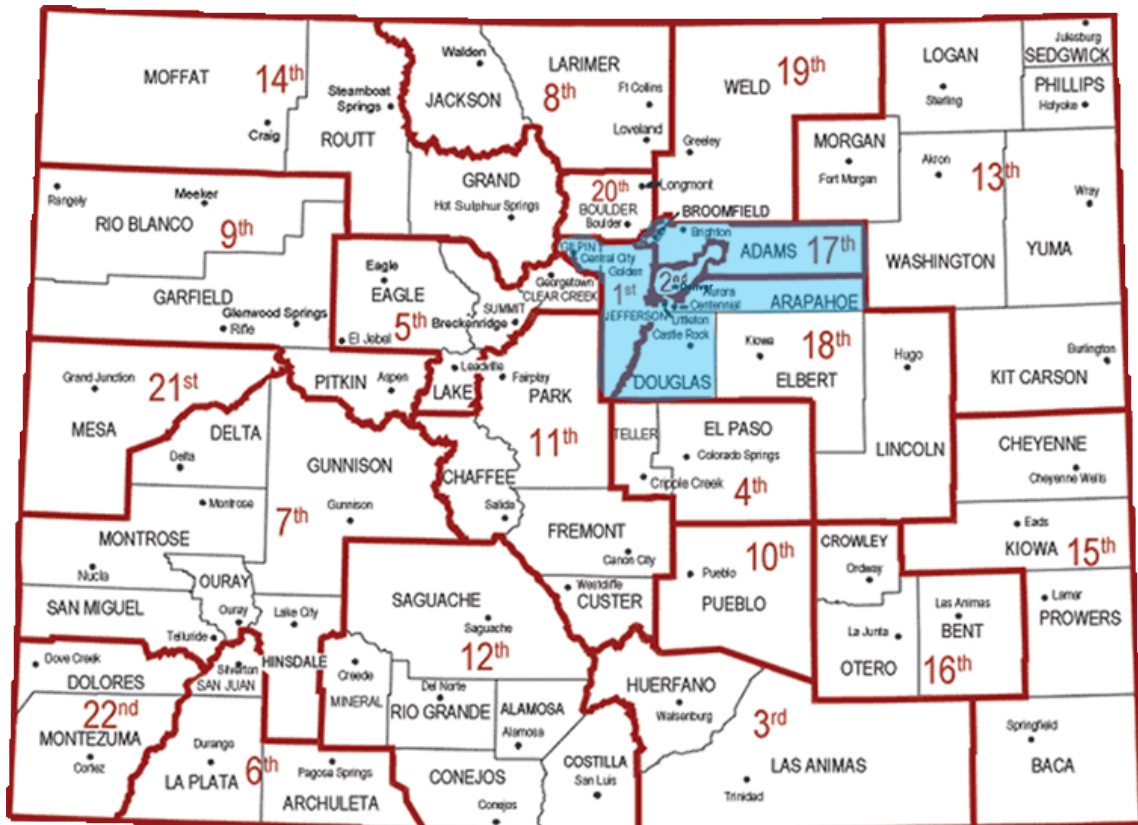 MOFFAT
14th
Craig
Steamboat
Springs
ROUTT
Walden
JACKSON
LARIMER
8th
Ft Collins
Loveland
WELD
19th
Greeley
LOGAN
Sterling
Julesburg
SEDGWICK
PHILLIPS
Holyoke
MORGAN
Fort Morgan
Akron
13th
Wray
WASHINGTON
YUMA
Rangely
Meeker
RIO BLANCO
9th
GRAND
Hot Sulphur Springs
20th
Longmont
BOULDER
Boulder
BROOMFIELD
Brighton
ADAMS
17th
GILPIN
Central City
Golden
1st
2nd
Denver
Aurora
Centennial
ARAPAHOE
JEFFERSON
Littleton
Castle Rock
DOUGLAS
GARFIELD
Glenwood Springs
Rifle
Eagle
EAGLE
5th
El Jebel
Georgetown
CLEAR CREEK
SUMMIT
Breckenridge
Kiowa
18th
ELBERT
Hugo
LINCOLN
Burlington
KIT CARSON
Grand Junction
21st
MESA
PITKIN
Aspen
Leadville
LAKE
Fairplay
PARK
11th
TELLER
EL PASO
Colorado Springs
Cripple Creek
4th
CHEYENNE
Cheyenne Wells
DELTA
Delta
GUNNISON
Gunnison
CHAFFEE
Salida
Montrose
MONTROSE
7th
Nucla
FREMONT
Canon City
10th
Pueblo
PUEBLO
CROWLEY
Ordway
Eads
KIOWA
15th
OURAY
Ouray
SAN MIGUEL
Telluride
Lake City
SAGUACHE
Saguache
12th
Westcliffe
CUSTER
La Junta
OTERO
Las Animas
BENT
16th
Lamar
PROWERS
Dove Creek
DOLORES
Silverton
SAN JUAN
HINSDALE
Creede
MINERAL
Del Norte
RIO GRANDE
ALAMOSA
Alamosa
HUERFANO
Walsenburg
3rd
22nd
MONTEZUMA
Cortez
Durango
LA PLATA
6th
Pagosa Springs
ARCHULETA
CONEJOS
Conejos
COSTILLA
San Luis
LAS ANIMAS
Trinidad
Springfield
BACA